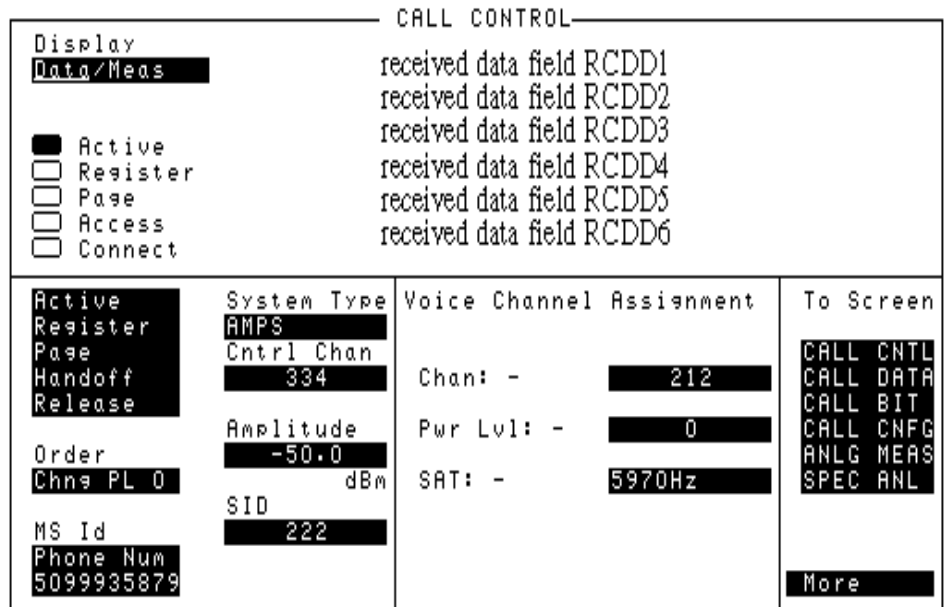 CALL CONTROL
Display
Data/Meas
received data field RCDD1
received data field RCDD2
received data field RCDD3
received data field RCDD4
received data field RCDD5
received data field RCDD6
Active
Register
Page
Access
Connect
Active
Register
Page
Handoff
Release
Order
Chng PL 0
MS Id
Phone Num
5099935879
System Type
AMPS
Cntrl Chan
334
Amplitude
-50.0
dBm
SID
222
Voice Channel Assignment
Chan: - 212
Pwr Lvl: - 0
SAT: - 5970Hz
To Screen
CALL CNTL
CALL DATA
CALL BIT
CALL CNFG
ANLG MEAS
SPEC ANL
More